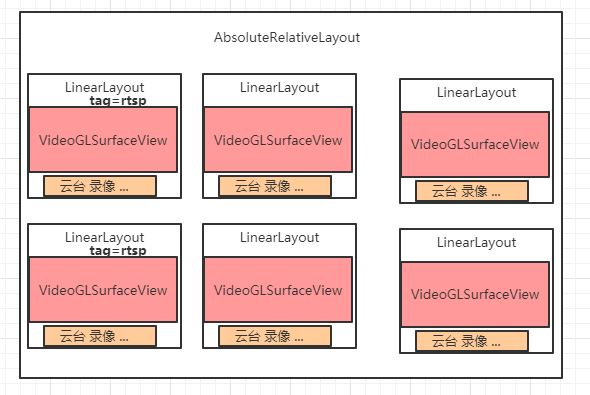 AbsoluteRelativeLayout
LinearLayout
tag=rtsp
VideoGLSurfaceView
云台 录像 ...
LinearLayout
VideoGLSurfaceView
云台 录像 ...
LinearLayout
VideoGLSurfaceView
云台 录像 ...
LinearLayout
tag=rtsp
VideoGLSurfaceView
云台 录像 ...
LinearLayout
VideoGLSurfaceView
云台 录像 ...
LinearLayout
VideoGLSurfaceView
云台 录像 ...